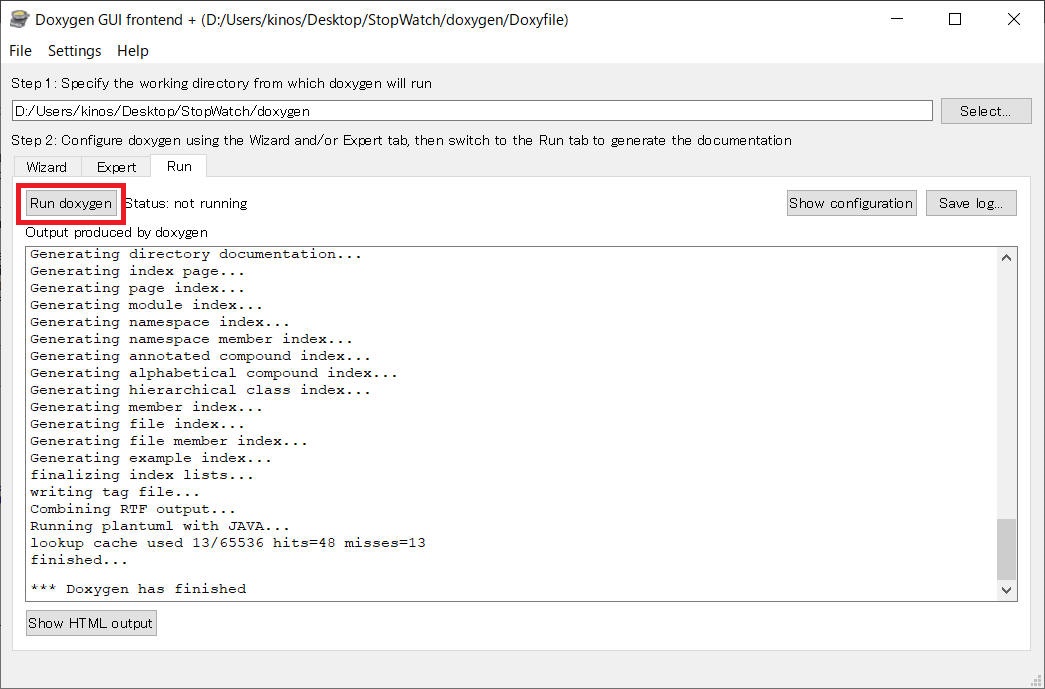 Doxygen GUI frontend + (D:/Users/kinos/Desktop/StopWatch/doxygen/Doxyfile)
File Settings Help
Step 1: Specify the working directory from which doxygen will run
D:/Users/kinos/Desktop/StopWatch/doxygen Select...
Step 2: Configure doxygen using the Wizard and/or Expert tab, then switch to the Run tab to generate the documentation
Wizard Expert Run
Run doxygen Status: not running Show configuration Save log...
Output produced by doxygen
Generating directory documentation...
Generating index page...
Generating page index...
Generating module index...
Generating namespace index...
Generating namespace member index...
Generating annotated compound index...
Generating alphabetical compound index...
Generating hierarchical class index...
Generating member index...
Generating file index...
Generating file member index...
Generating example index...
finalizing index lists...
writing tag file...
Combining RTF output...
Running plantuml with JAVA...
lookup cache used 13/65536 hits=48 misses=13
finished...
*** Doxygen has finished
Show HTML output